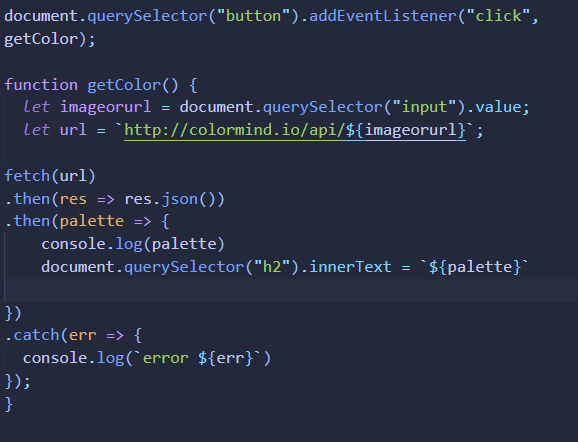 document.querySelector("button").addEventListener("click",
getColor);
function getColor() {
let imageorurl = document.querySelector("input").value;
let url = `http://colormind.io/api/${imageorurl}`;
fetch(url)
.then(res => res.json())
.then(palette => {
console.log(palette)
document.querySelector("h2").innerText = `${palette}`
})
.catch(err => {
console.log(`error ${err}`)
});
}